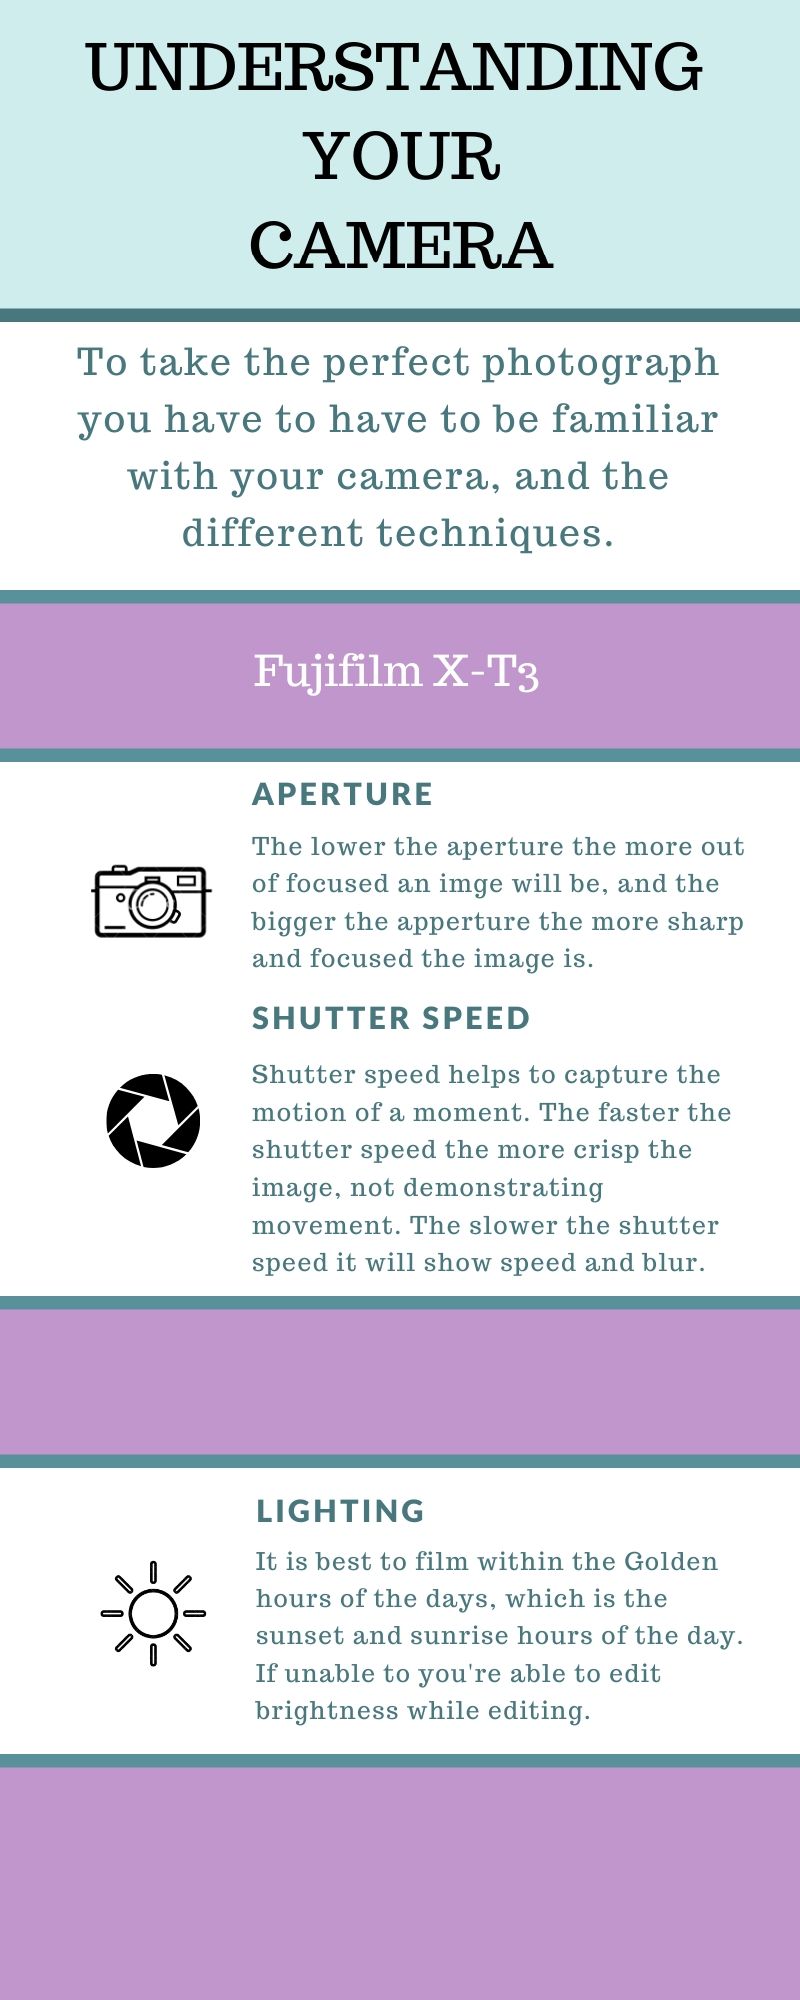 UNDERSTANDING
YOUR
CAMERA
To take the perfect photograph
you have to have to be familiar
with your camera, and the
different techniques.
Fujifilm X-T3
APERTURE
The lower the aperture the more out
of focused an imge will be, and the
bigger the apperture the more sharp
and focused the image is.
SHUTTER SPEED
Shutter speed helps to capture the
motion of a moment. The faster the
shutter speed the more crisp the
image, not demonstrating
movement. The slower the shutter
speed it will show speed and blur.
LIGHTING
It is best to film within the Golden
hours of the days, which is the
sunset and sunrise hours of the day.
If unable to you're able to edit
brightness while editing.